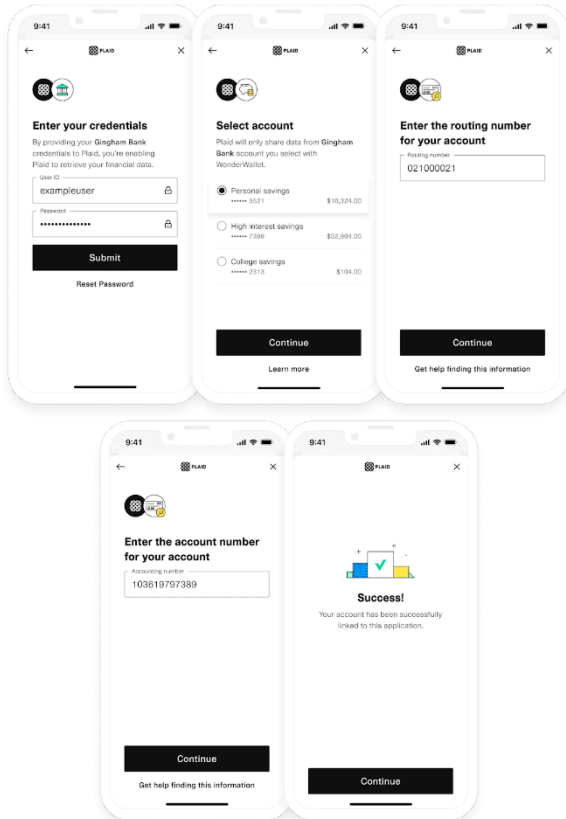 9:41
PLAID
Enter your credentials
By providing your Gingham Bank
credentials to Plaid, you're enabling
Plaid to retrieve your financial data.
User ID
exampleuser
Password
••••••••••••••
Submit
Reset Password
9:41
PLAID
Select account
Plaid will only share data from Gingham
Bank account you select with
WonderWallet.
Personal savings
•••••• 5521 $10,324.00
High interest savings
•••••• 7398
College savings
•••••• 2313 $104.00
Continue
Learn more
9:41
PLAID
Enter the routing number
for your account
Routing number
021000021
Continue
Get help finding this information
9:41
PLAID
Enter the account number
for your account
Accounting number
103619797389
Continue
Get help finding this information
9:41
PLAID
Success!
Your account has been successfully
linked to this application.
Continue